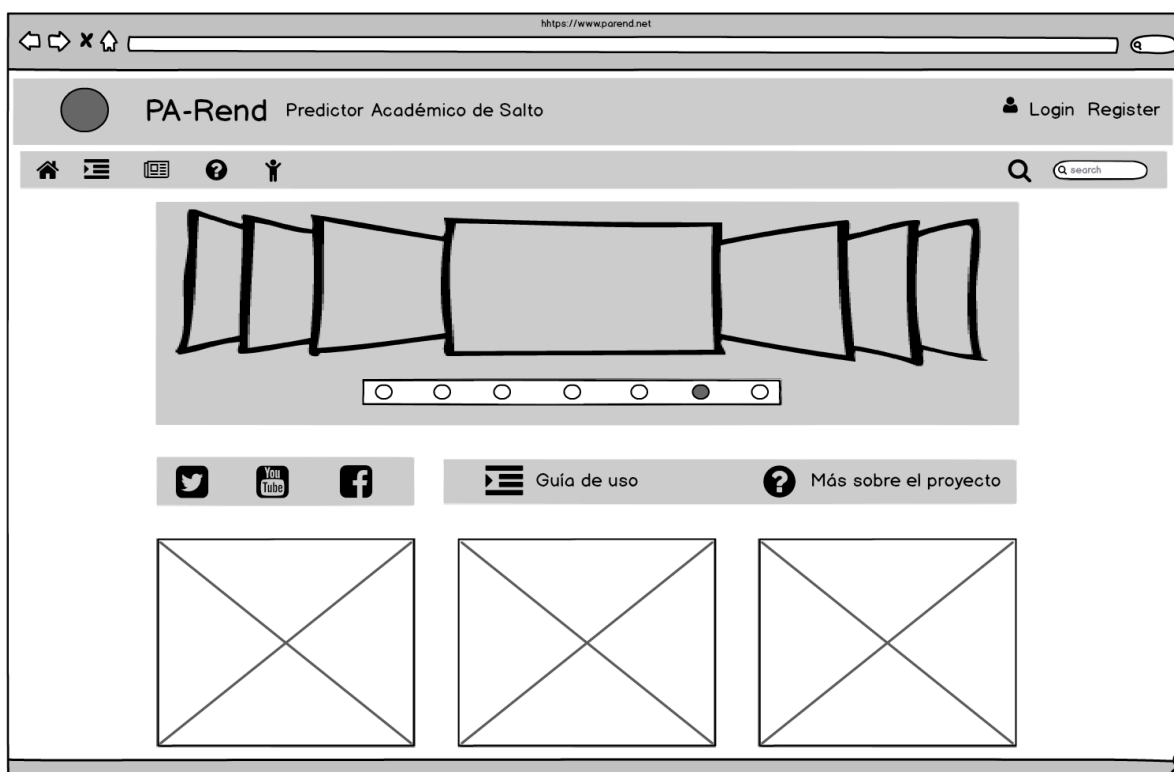 hhtps://www.parend.net
PA-Rend Predictor Académico de Salto Login Register
search
You
Tube
Guía de uso Más sobre el proyecto